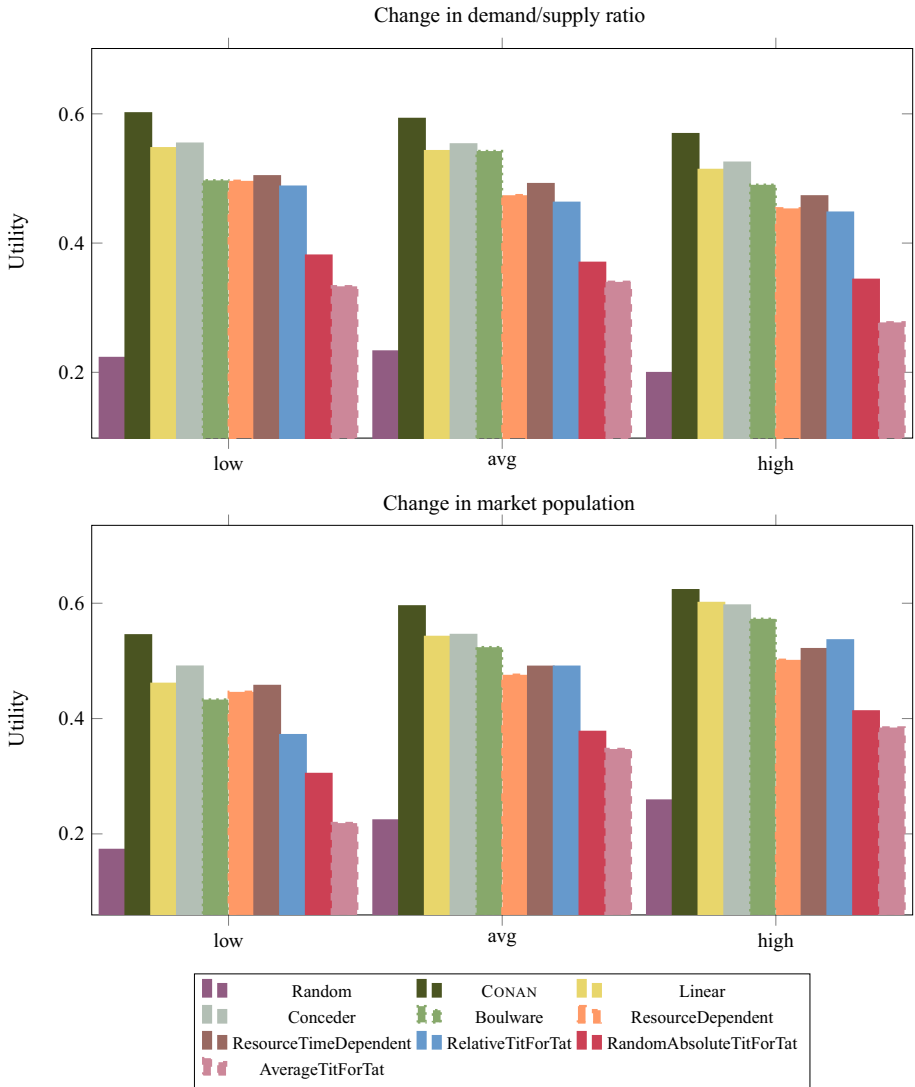 Change in demand/supply ratio
0.6
0.4
0.2
Utility
low avg high
Change in market population
0.6
0.4
0.2
Utility
low avg high
Random CONAN Linear
Conceder Boulware ResourceDependent
ResourceTimeDependent RelativeTitForTat RandomAbsoluteTitForTat
AverageTitForTat